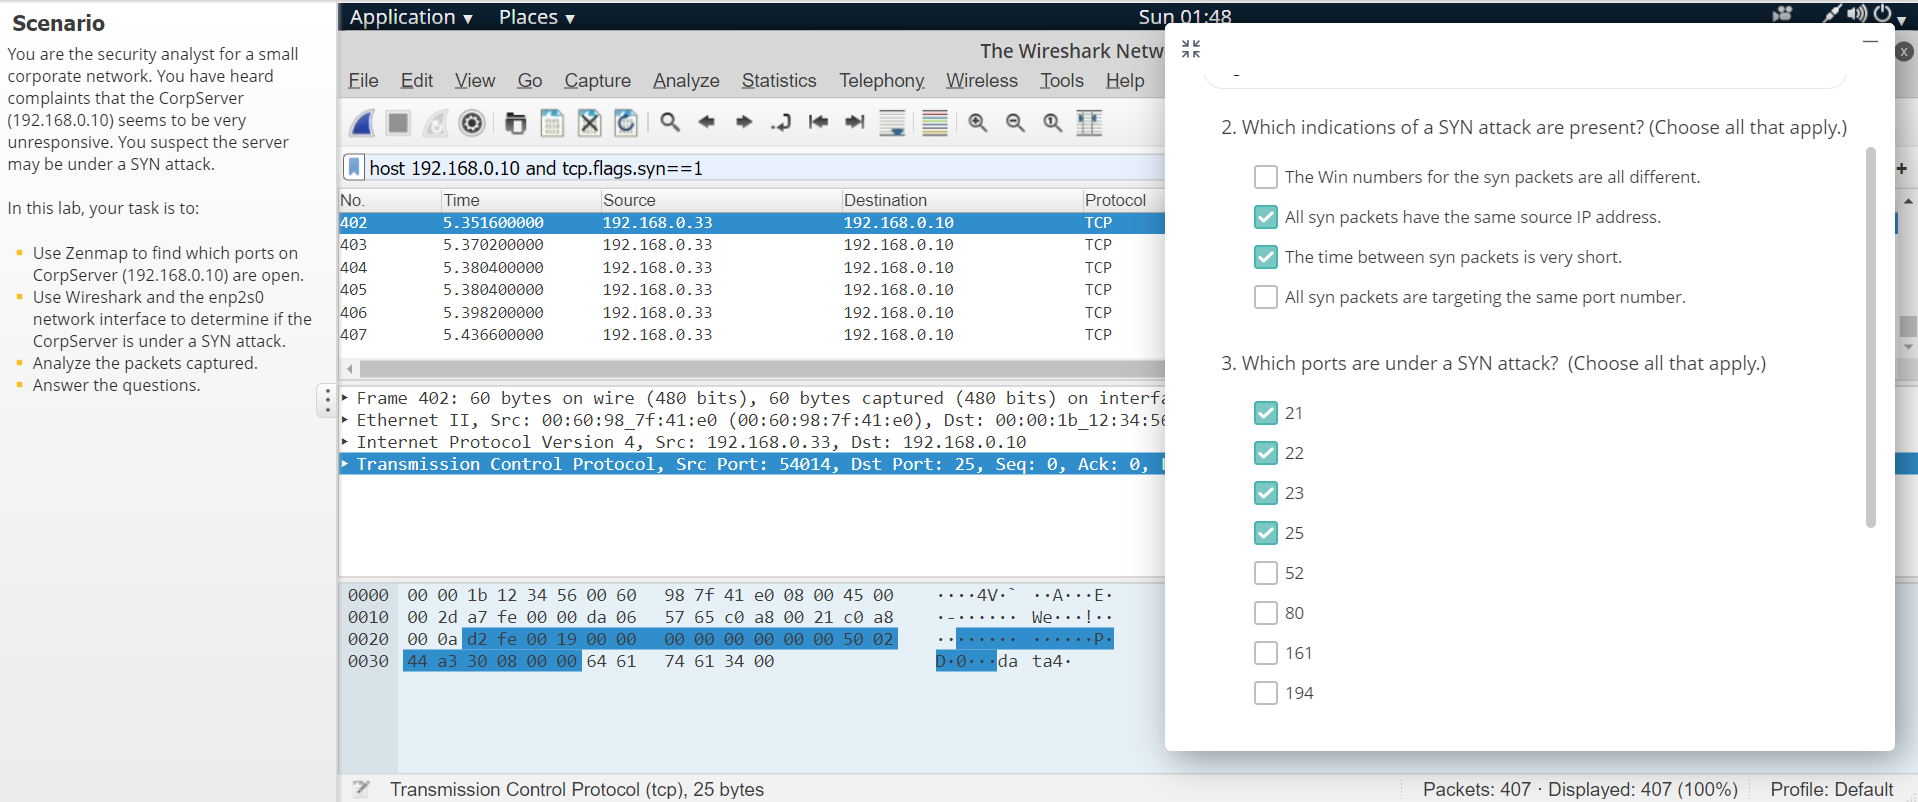 Scenario
You are the security analyst for a small
corporate network. You have heard
complaints that the CorpServer
(192.168.0.10) seems to be very
unresponsive. You suspect the server
may be under a SYN attack.
In this lab, your task is to:
Use Zenmap to find which ports on
CorpServer (192.168.0.10) are open.
Use Wireshark and the enp2s0
network interface to determine if the
CorpServer is under a SYN attack.
Analyze the packets captured.
Answer the questions.
Application ▾ Places ▾ Sun 01:48
The Wireshark Netw
File Edit View Go Capture Analyze Statistics Telephony Wireless Tools Help
host 192.168.0.10 and tcp.flags.syn==1
No. Time Source Destination Protocol
402 5.351600000 192.168.0.33 192.168.0.10 TCP
403 5.370200000 192.168.0.33 192.168.0.10 TCP
404 5.380400000 192.168.0.33 192.168.0.10 TCP
405 5.380400000 192.168.0.33 192.168.0.10 TCP
406 5.398200000 192.168.0.33 192.168.0.10 TCP
407 5.436600000 192.168.0.33 192.168.0.10 TCP
Frame 402: 60 bytes on wire (480 bits), 60 bytes captured (480 bits) on interfa
Ethernet II, Src: 00:60:98_7f:41:e0 (00:60:98:7f:41:e0), Dst: 00:00:1b_12:34:56
Internet Protocol Version 4, Src: 192.168.0.33, Dst: 192.168.0.10
Transmission Control Protocol, Src Port: 54014, Dst Port: 25, Seq: 0, Ack: 0,
0000 00 00 1b 12 34 56 00 60 98 7f 41 e0 08 00 45 00 ····4V·` ··A···E·
0010 00 2d a7 fe 00 00 da 06 57 65 c0 a8 00 21 c0 a8 ·-······ We···!··
0020 00 0a d2 fe 00 19 00 00 00 00 00 00 00 00 50 02 ········ ······P·
0030 44 a3 30 08 00 00 64 61 74 61 34 00 D·0···da ta4·
Transmission Control Protocol (tcp), 25 bytes
Packets: 407 · Displayed: 407 (100%) Profile: Default
2. Which indications of a SYN attack are present? (Choose all that apply.)
The Win numbers for the syn packets are all different.
All syn packets have the same source IP address.
The time between syn packets is very short.
All syn packets are targeting the same port number.
3. Which ports are under a SYN attack? (Choose all that apply.)
21
22
23
25
52
80
161
194